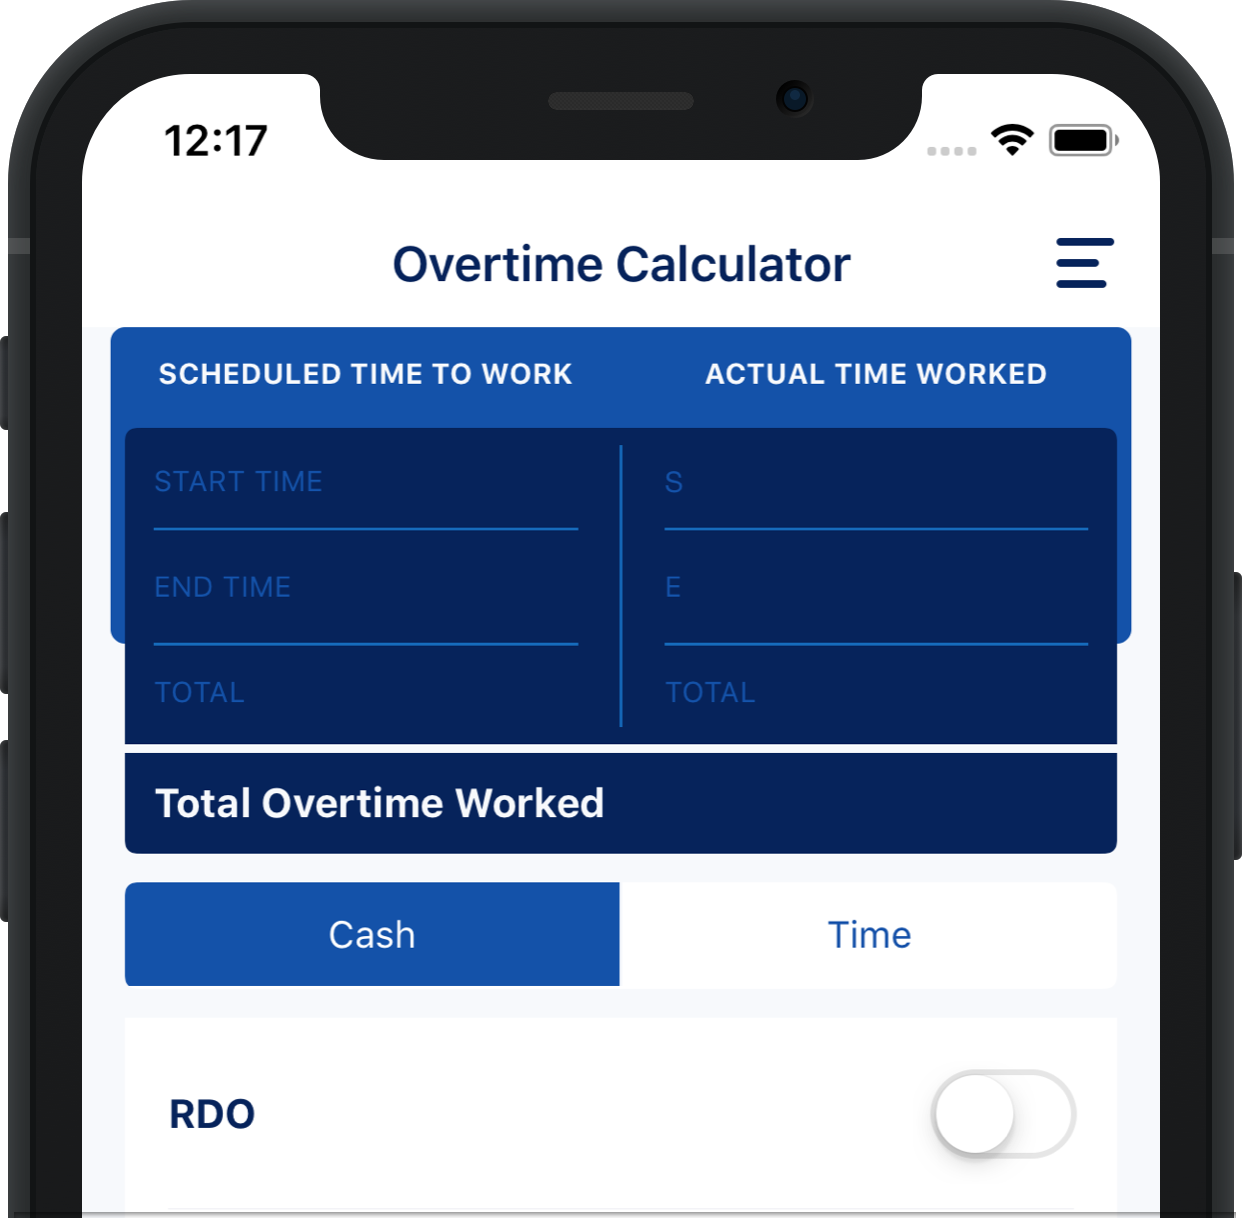 12:17
Overtime Calculator
SCHEDULED TIME TO WORK
ACTUAL TIME WORKED
START TIME
S
END TIME
E
TOTAL
TOTAL
Total Overtime Worked
Cash
Time
RDO